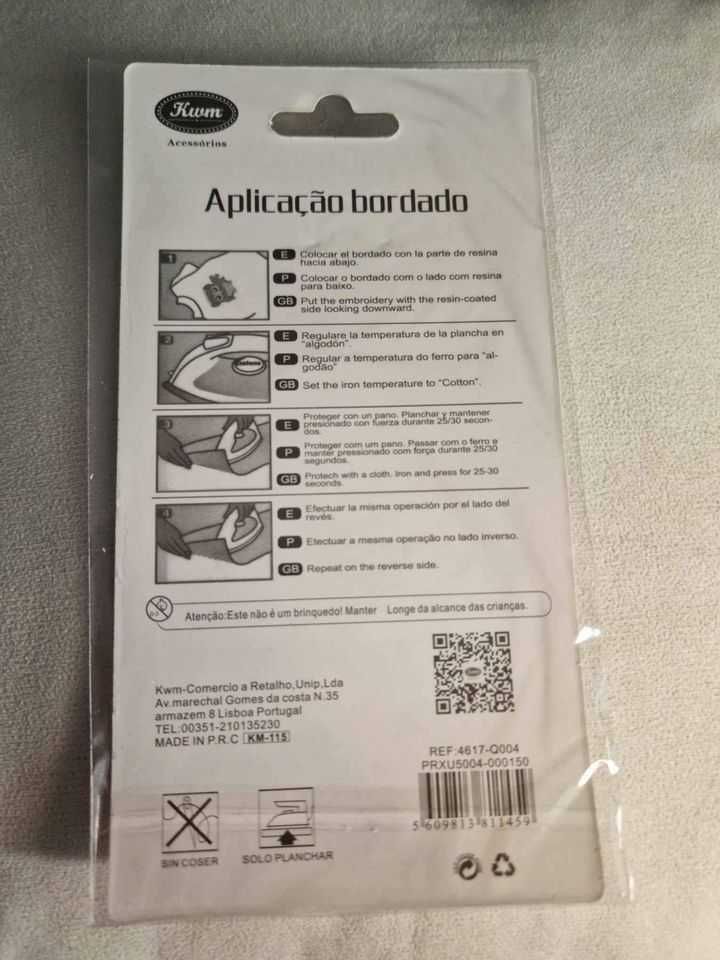 Kwm
Acessórios
Aplicação bordado
1
E Colocar el bordado con la parte de resina
hacia abajo.
P Colocar o bordado com o lado com resina
para baixo.
GB Put the embroidery with the resin-coated
side looking downward.
2
E Regulare la temperatura de la plancha en
"algodón".
P Regular a temperatura do ferro para "al-
godão"
GB Set the iron temperature to "Cotton".
3
E Proteger con un pano. Planchar y mantener
presionado con fuerza durante 25/30 secon-
dos.
P Proteger com um pano. Passar com o ferro e
manter pressionado com força durante 25/30
segundos.
GB Protech with a cloth. Iron and press for 25-30
seconds.
4
E Efectuar la misma operación por el lado del
revés.
P Efectuar a mesma operação no lado inverso.
GB Repeat on the reverse side.
Atenção:Este não é um brinquedo! Manter Longe da alcance das crianças.
Kwm-Comercio a Retalho,Unip,Lda
Av.marechal Gomes da costa N.35
armazem 8 Lisboa Portugal
TEL:00351-210135230
MADE IN P.R.C KM-115
REF:4617-Q004
PRXU5004-000150
5 609813 811459
SIN COSER
SOLO PLANCHAR